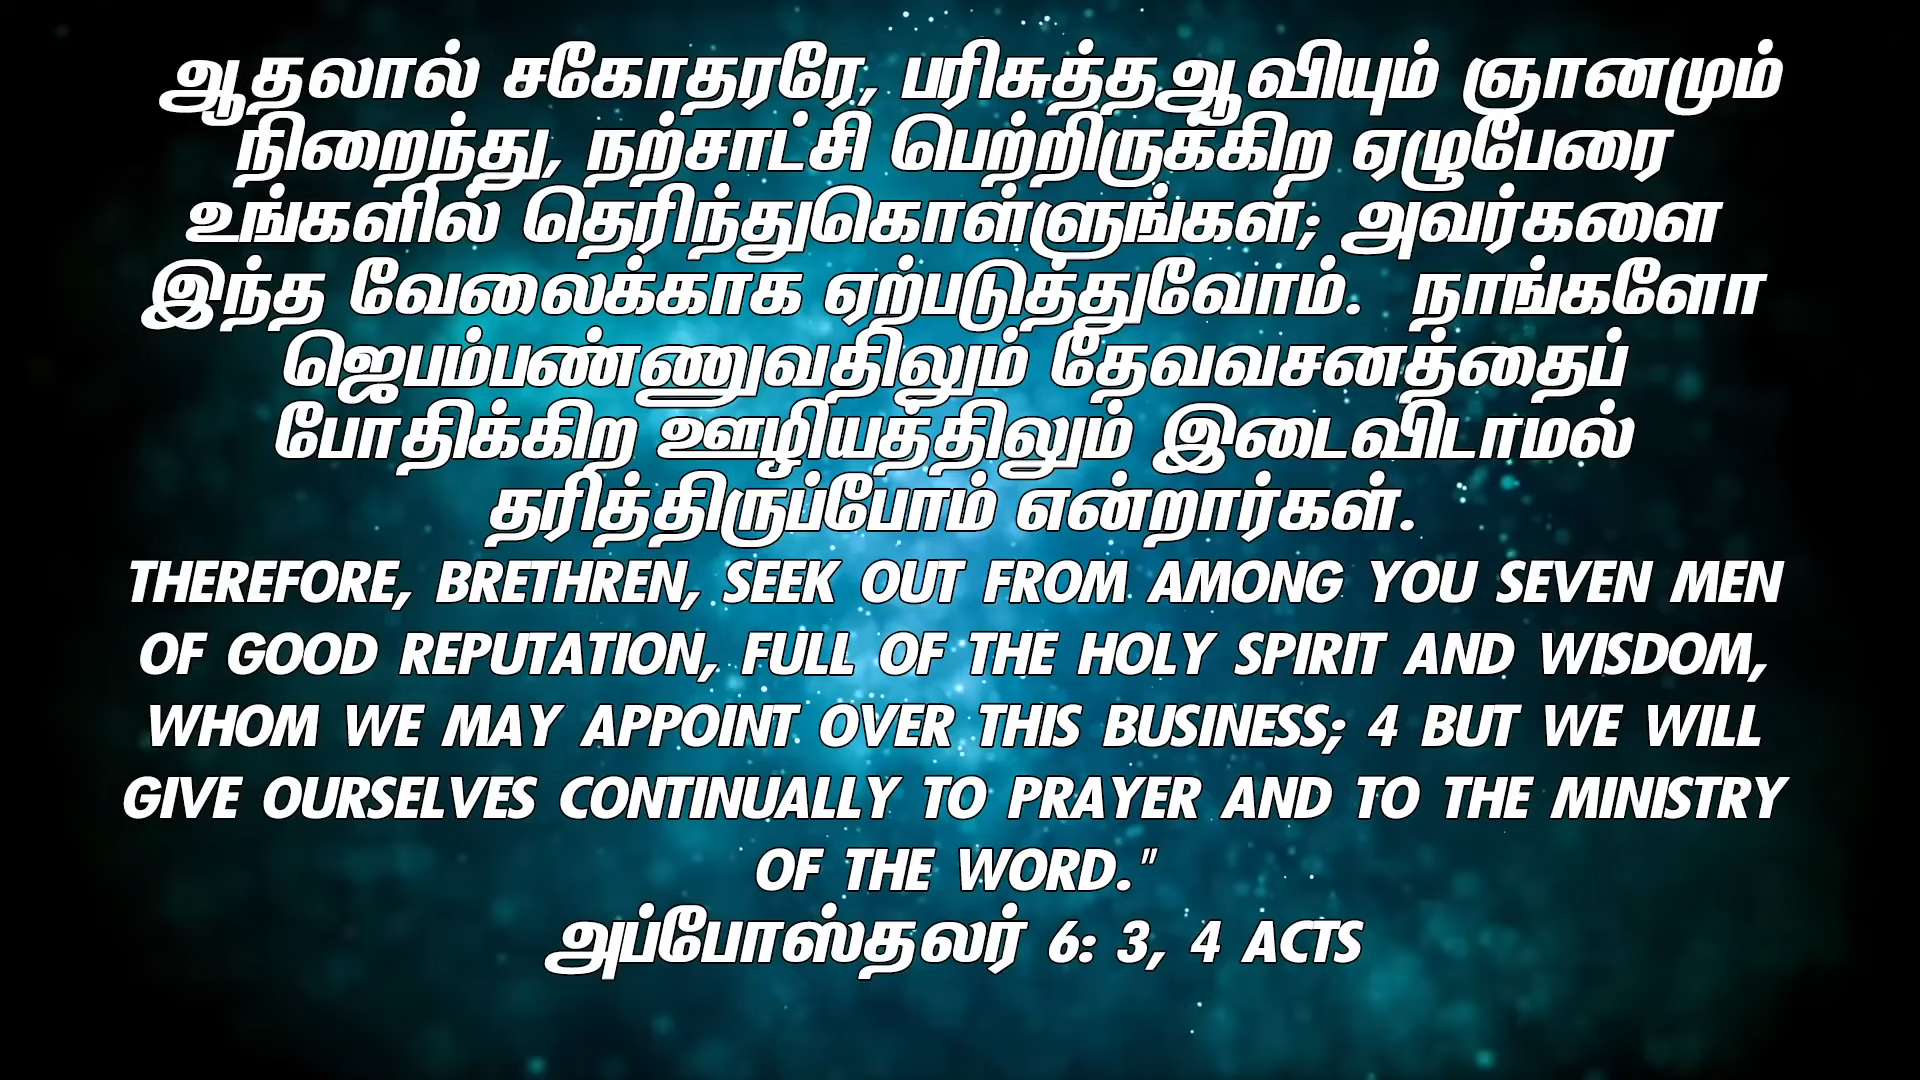 ஆதலால் சகோதரரே, பரிசுத்தஆவியும் ஞானமும்
நிறைந்து, நற்சாட்சி பெற்றிருக்கிற ஏழுபேரை
உங்களில் தெரிந்துகொள்ளுங்கள்; அவர்களை
இந்த வேலைக்காக ஏற்படுத்துவோம். நாங்களோ
ஜெபம்பண்ணுவதிலும் தேவவசனத்தைப்
போதிக்கிற ஊழியத்திலும் இடைவிடாமல்
தரித்திருப்போம் என்றார்கள்.
THEREFORE, BRETHREN, SEEK OUT FROM AMONG YOU SEVEN MEN
OF GOOD REPUTATION, FULL OF THE HOLY SPIRIT AND WISDOM,
WHOM WE MAY APPOINT OVER THIS BUSINESS; 4 BUT WE WILL
GIVE OURSELVES CONTINUALLY TO PRAYER AND TO THE MINISTRY
OF THE WORD."
அப்போஸ்தலர் 6: 3, 4 ACTS